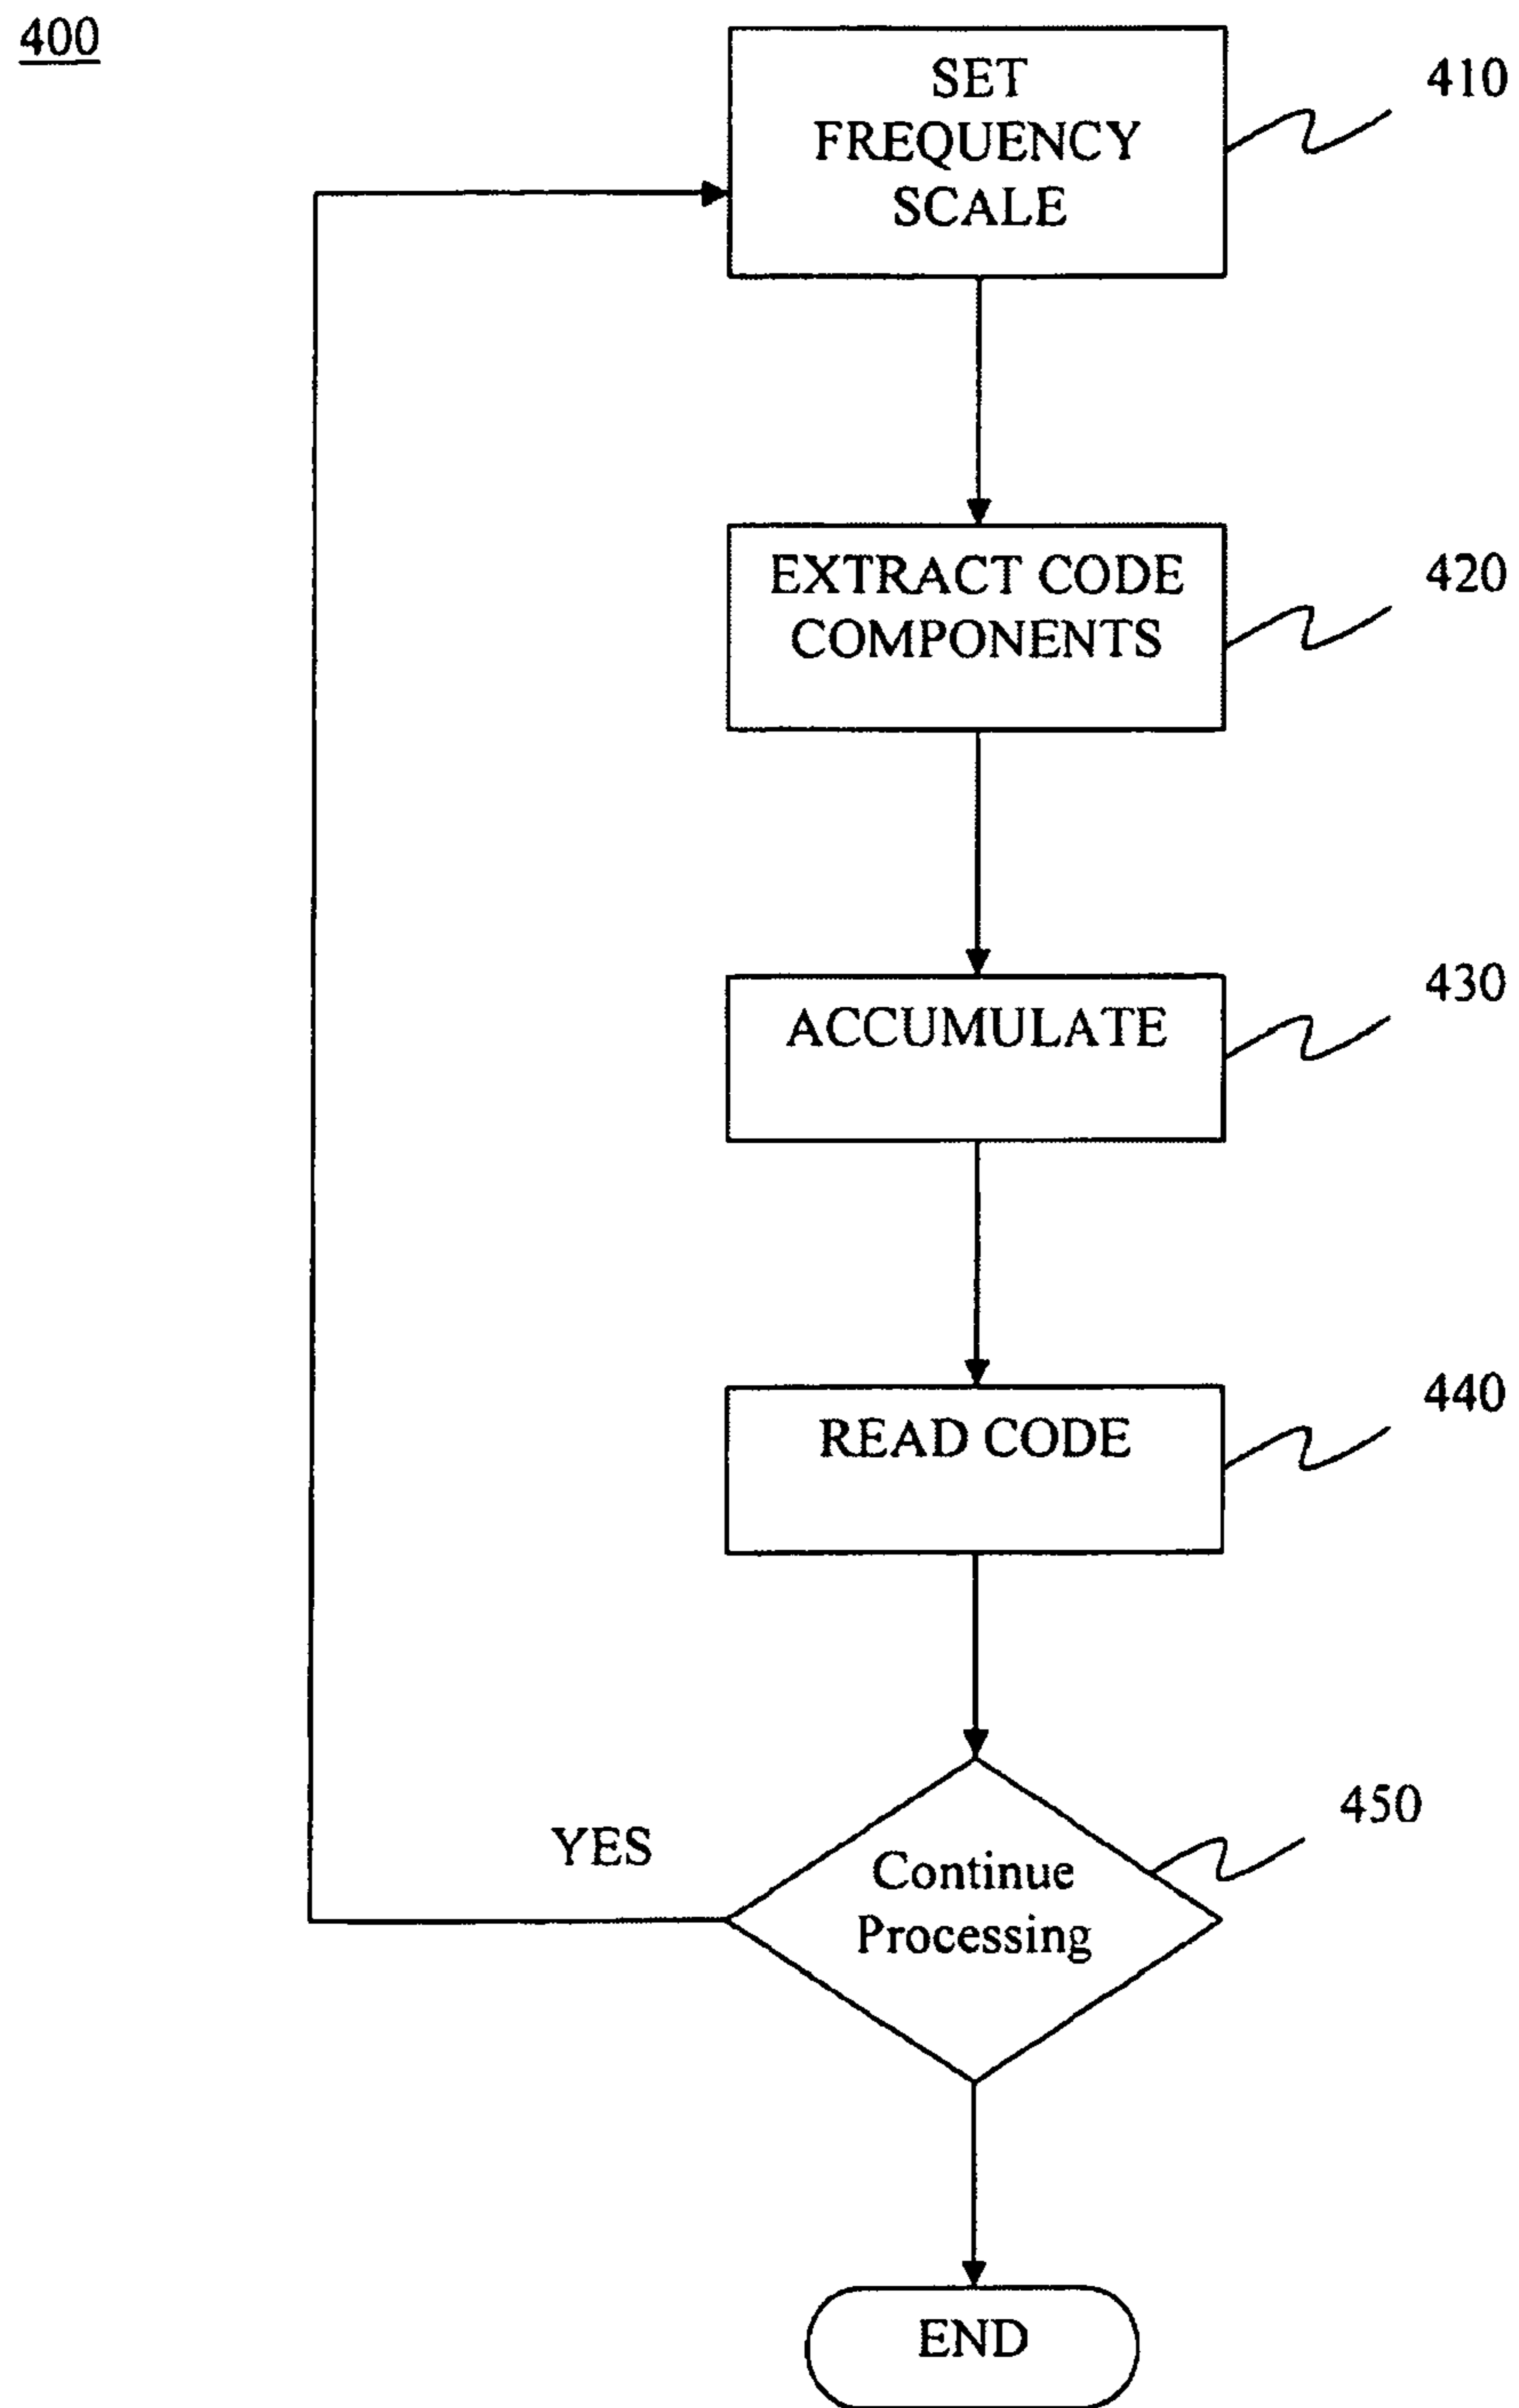 400
SET
FREQUENCY
SCALE
410
EXTRACT CODE
COMPONENTS
420
ACCUMULATE
430
READ CODE
440
YES
Continue
Processing
450
END